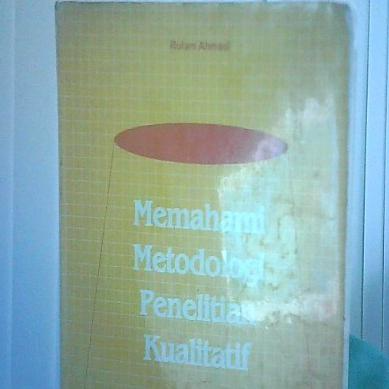 Rulam Ahmadi
Memahami
Metodologi
Penelitian
Kualitatif